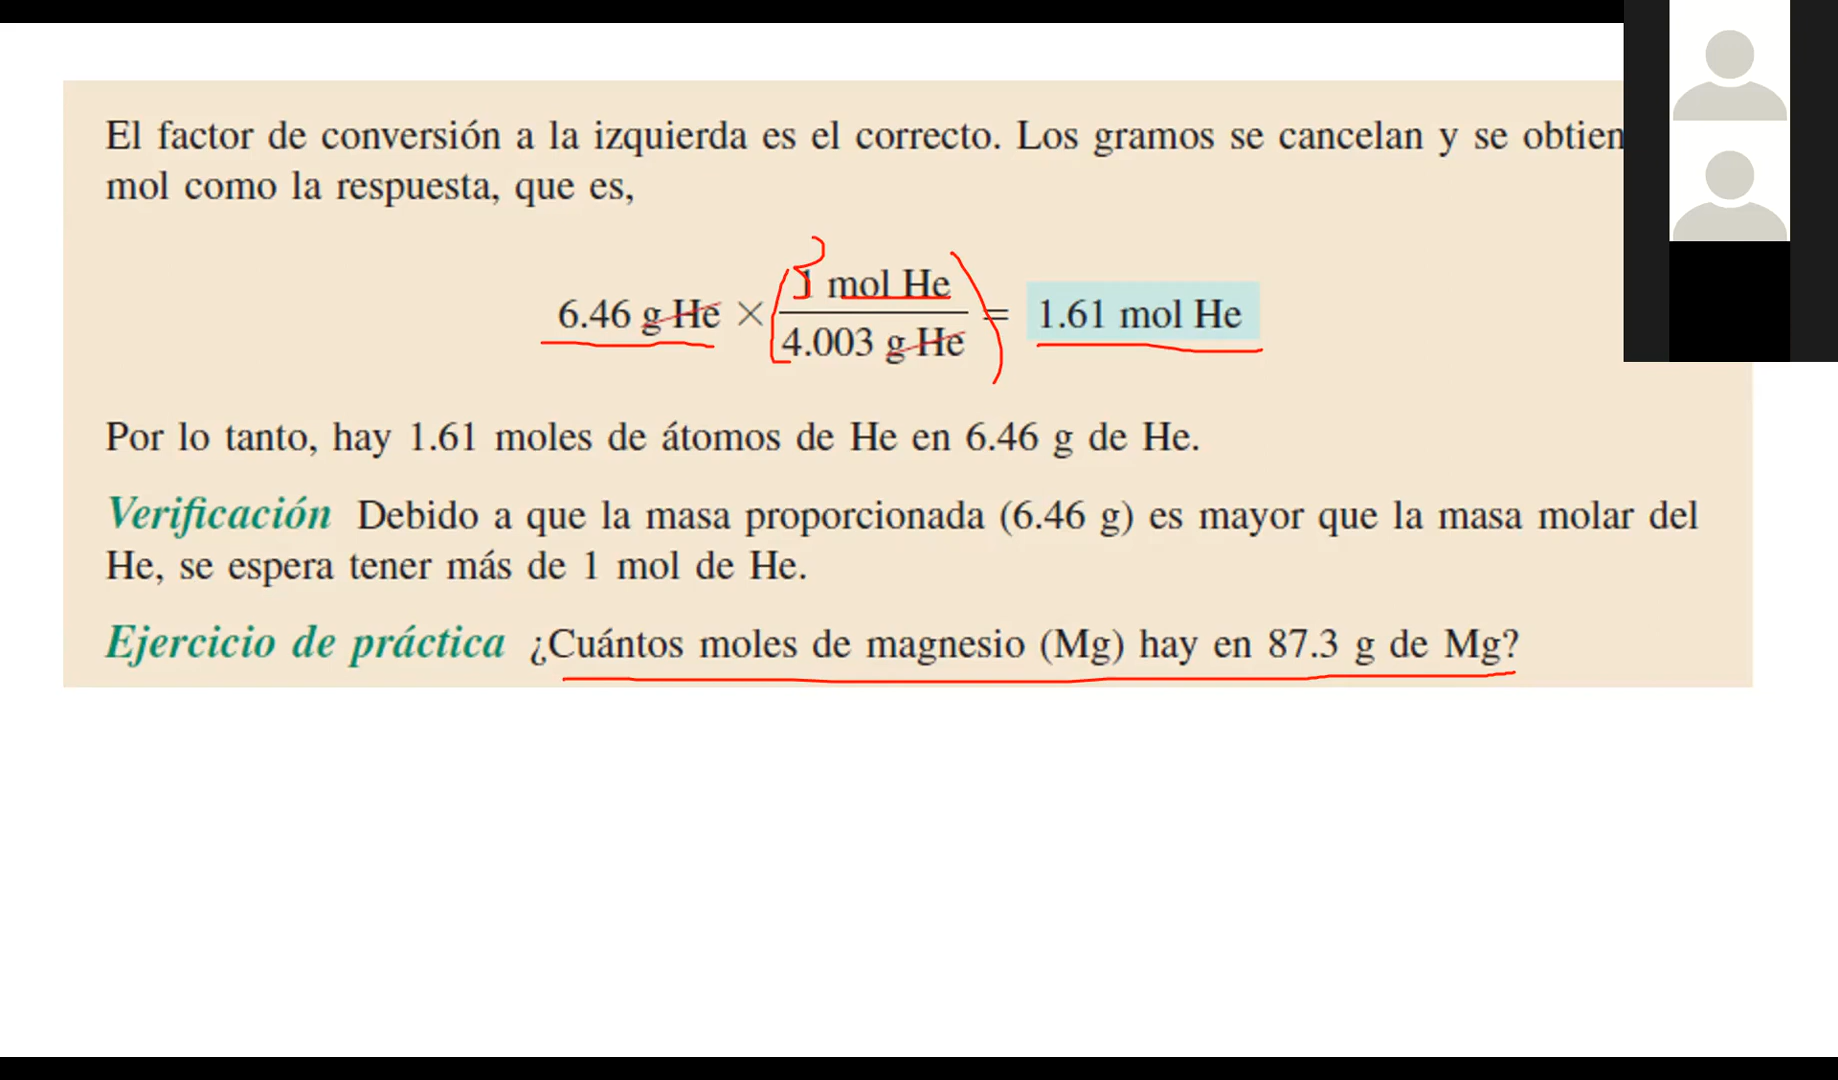 El factor de conversión a la izquierda es el correcto. Los gramos se cancelan y se obtien
mol como la respuesta, que es,
6.46 g He × (1 mol He / 4.003 g He) = 1.61 mol He
Por lo tanto, hay 1.61 moles de átomos de He en 6.46 g de He.
Verificación Debido a que la masa proporcionada (6.46 g) es mayor que la masa molar del
He, se espera tener más de 1 mol de He.
Ejercicio de práctica ¿Cuántos moles de magnesio (Mg) hay en 87.3 g de Mg?